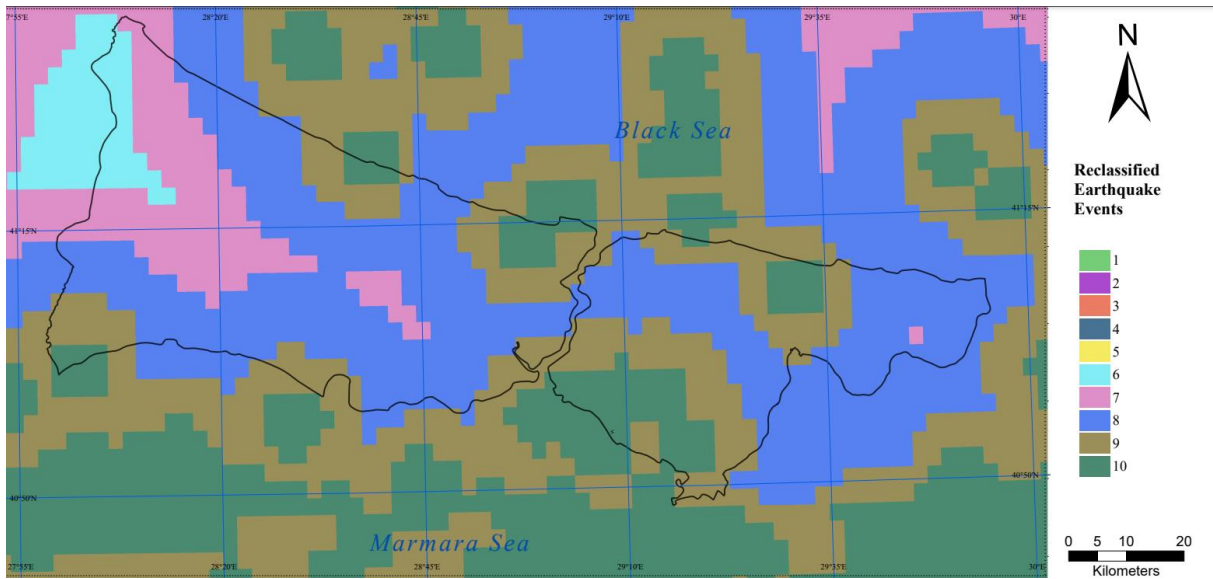 7°55'E
28°20'E
28°45'E
29°10'E
29°35'E
30°E
N
Black Sea
Reclassified
Earthquake
Events
41°15'N
41°15'N
1
2
3
4
5
6
7
8
9
10
40°50'N
40°50'N
Marmara Sea
27°55'E
28°20'E
28°45'E
29°10'E
29°35'E
30°E
0 5 10 20
Kilometers